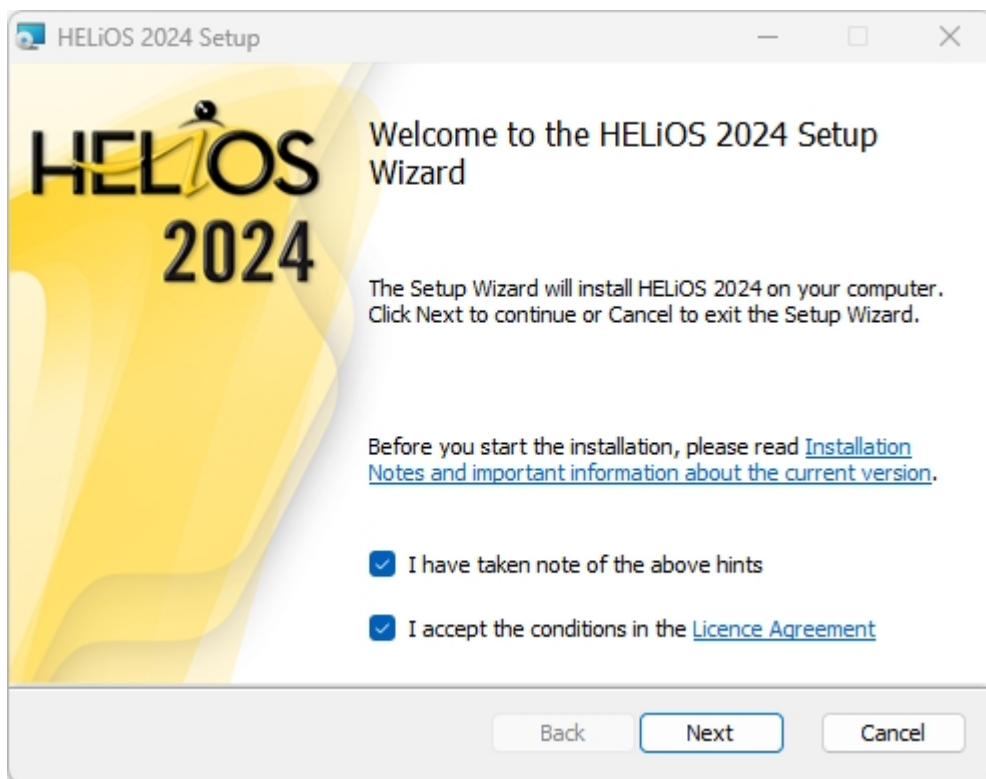 HELiOS 2024 Setup
HELiOS
2024
Welcome to the HELiOS 2024 Setup
Wizard
The Setup Wizard will install HELiOS 2024 on your computer.
Click Next to continue or Cancel to exit the Setup Wizard.
Before you start the installation, please read Installation
Notes and important information about the current version.
I have taken note of the above hints
I accept the conditions in the Licence Agreement
Back Next Cancel